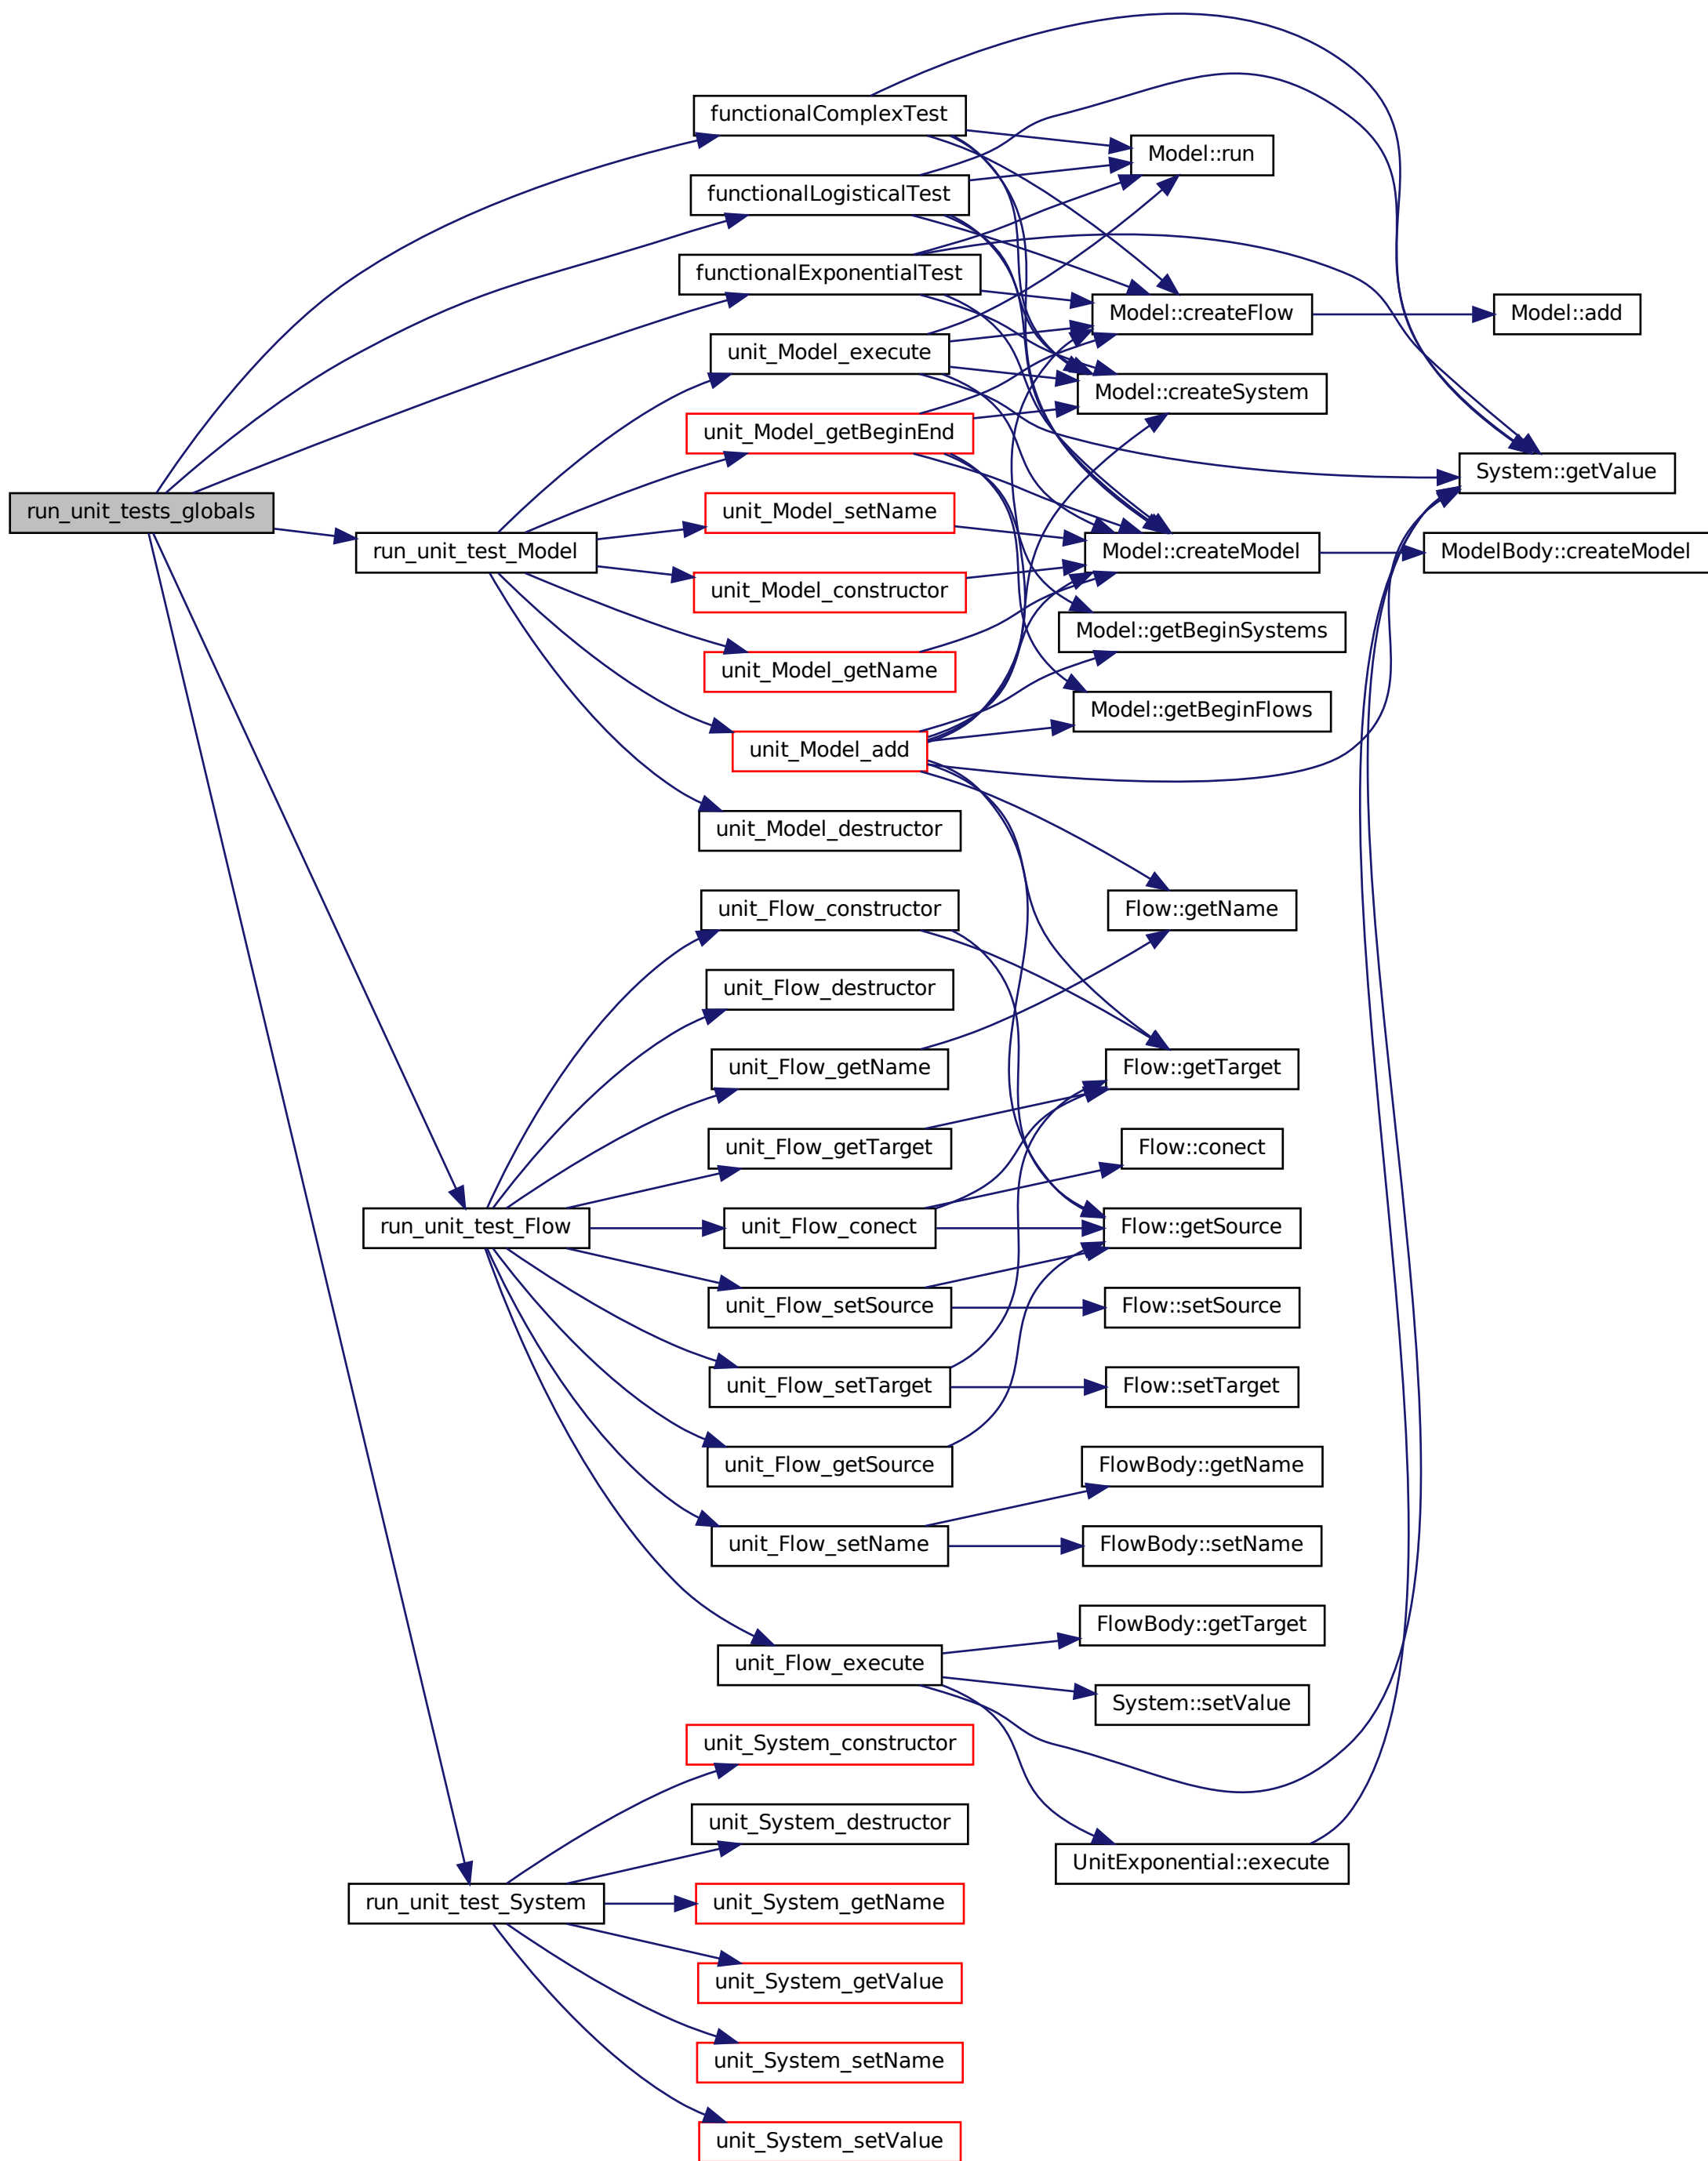 run_unit_tests_globals
functionalComplexTest
functionalLogisticalTest
functionalExponentialTest
run_unit_test_Model
unit_Model_execute
unit_Model_getBeginEnd
unit_Model_setName
unit_Model_constructor
unit_Model_getName
unit_Model_add
unit_Model_destructor
run_unit_test_Flow
unit_Flow_constructor
unit_Flow_destructor
unit_Flow_getName
unit_Flow_getTarget
unit_Flow_conect
unit_Flow_setSource
unit_Flow_setTarget
unit_Flow_getSource
unit_Flow_setName
unit_Flow_execute
run_unit_test_System
unit_System_constructor
unit_System_destructor
unit_System_getName
unit_System_getValue
unit_System_setName
unit_System_setValue
Model::run
Model::createFlow
Model::createSystem
Model::createModel
Model::getBeginSystems
Model::getBeginFlows
Flow::getName
Flow::getTarget
Flow::conect
Flow::getSource
Flow::setSource
Flow::setTarget
FlowBody::getName
FlowBody::setName
FlowBody::getTarget
System::setValue
UnitExponential::execute
Model::add
System::getValue
ModelBody::createModel